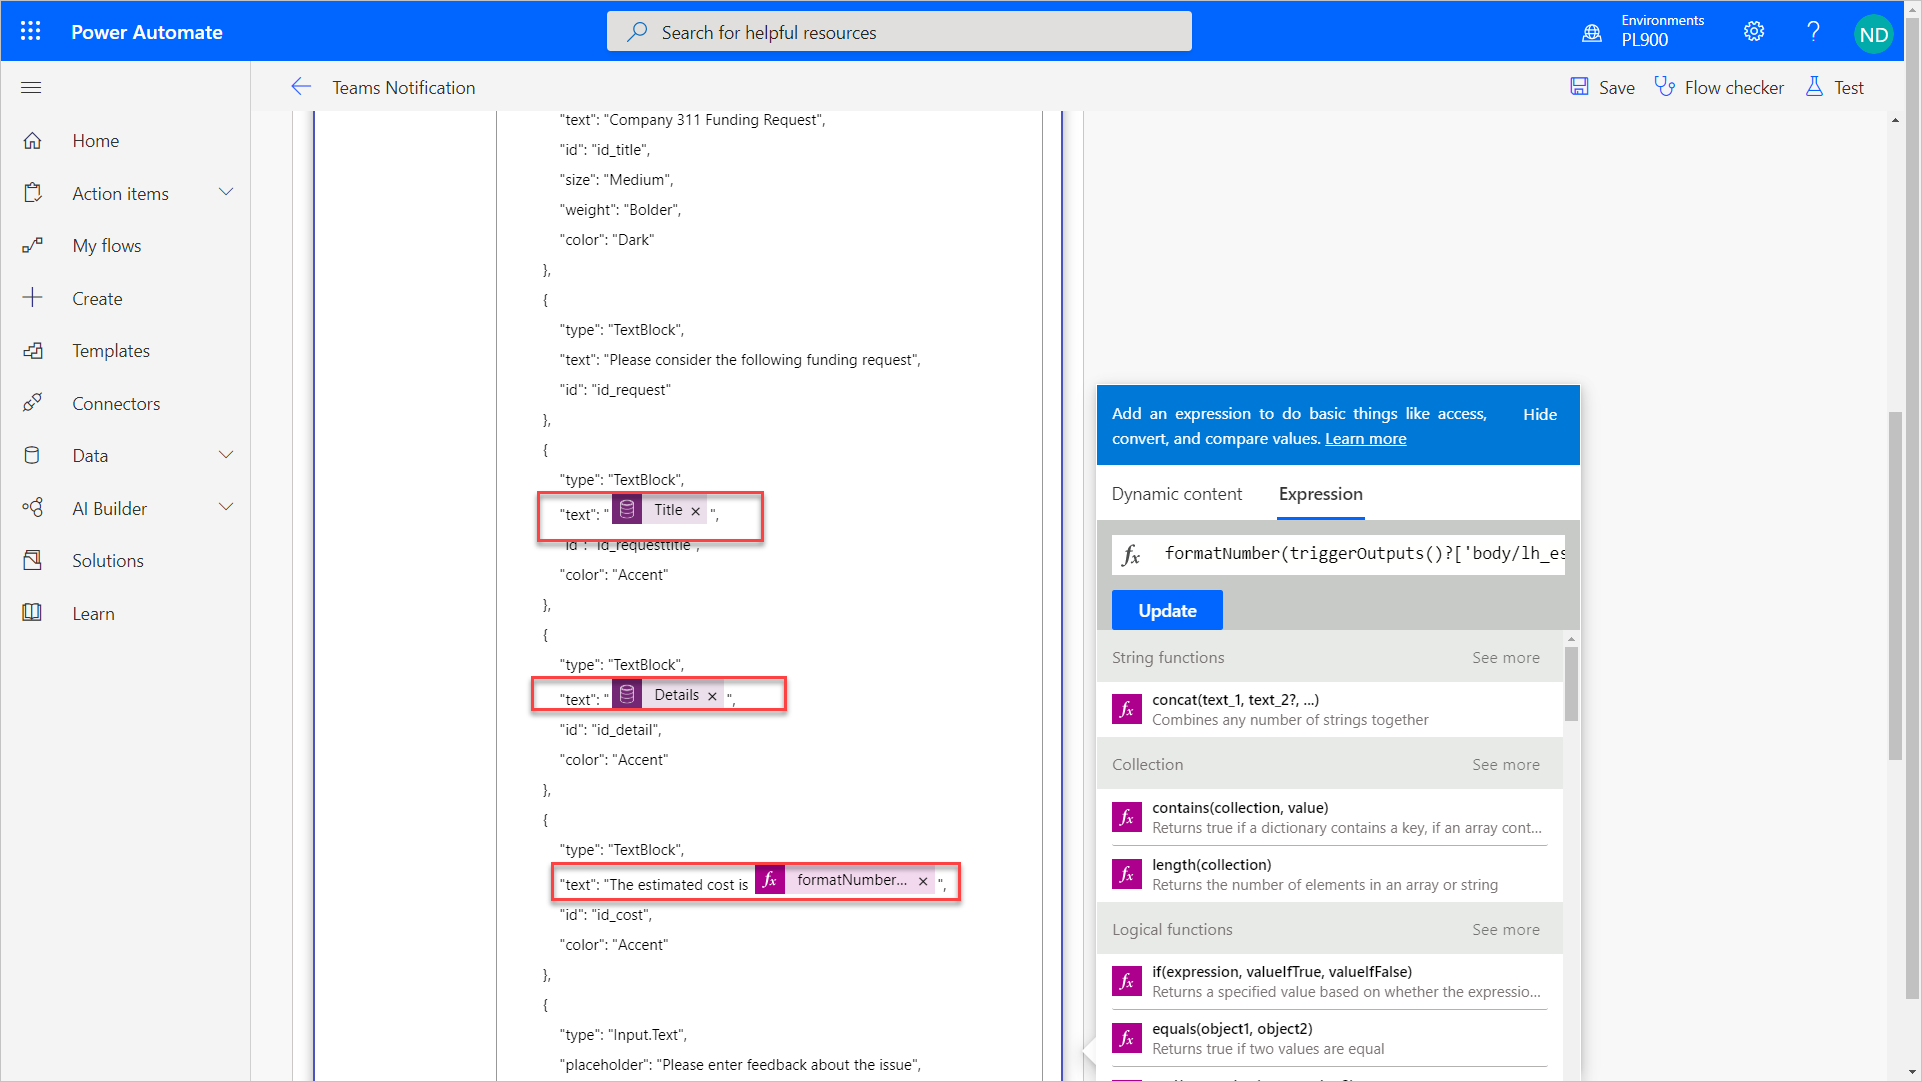 Power Automate
Search for helpful resources
Environments
PL900
?
ND
Teams Notification
Save
Flow checker
Test
Home
Action items
My flows
Create
Templates
Connectors
Data
AI Builder
Solutions
Learn
"text": "Company 311 Funding Request",
"id": "id_title",
"size": "Medium",
"weight": "Bolder",
"color": "Dark"
},
{
"type": "TextBlock",
"text": "Please consider the following funding request",
"id": "id_request"
},
{
"type": "TextBlock",
"text": " Title × ",
"id": "id_requesttitle",
"color": "Accent"
},
{
"type": "TextBlock",
"text": " Details × ",
"id": "id_detail",
"color": "Accent"
},
{
"type": "TextBlock",
"text": "The estimated cost is fx formatNumber... × ",
"id": "id_cost",
"color": "Accent"
},
{
"type": "Input.Text",
"placeholder": "Please enter feedback about the issue",
Add an expression to do basic things like access,
convert, and compare values. Learn more
Hide
Dynamic content
Expression
fx formatNumber(triggerOutputs()?['body/lh_es
Update
String functions See more
fx concat(text_1, text_2?, ...)
Combines any number of strings together
Collection See more
fx contains(collection, value)
Returns true if a dictionary contains a key, if an array cont...
fx length(collection)
Returns the number of elements in an array or string
Logical functions See more
fx if(expression, valueIfTrue, valueIfFalse)
Returns a specified value based on whether the expressio...
fx equals(object1, object2)
Returns true if two values are equal